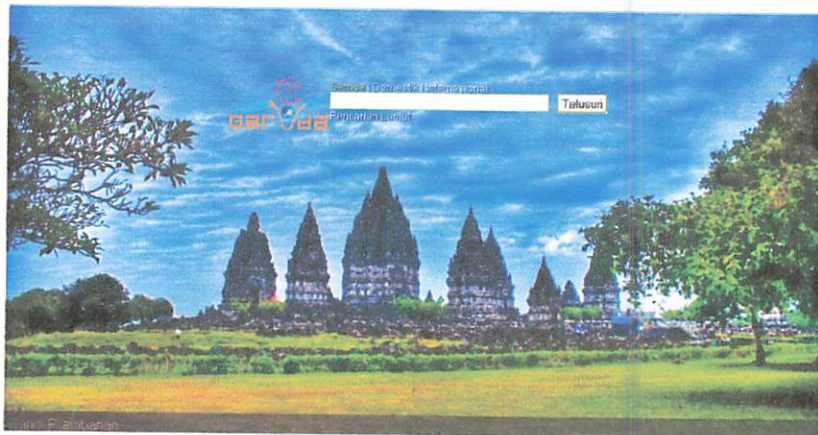 Semua | Domestik | Internasional
garuda
Telusuri
Pencarian Lanjut
Prambanan